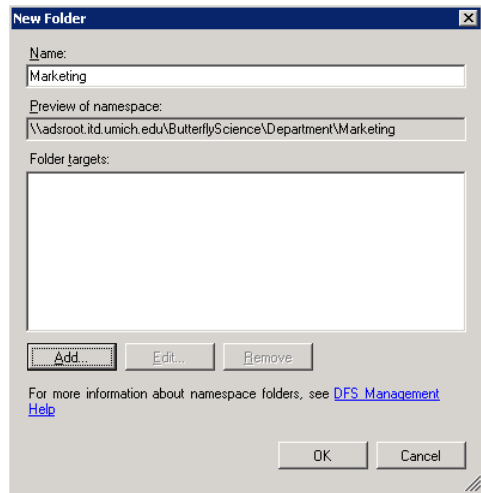 New Folder
Name:
Marketing
Preview of namespace:
\\adsroot.itd.umich.edu\ButterflyScience\Department\Marketing
Folder targets:
Add... Edit... Remove
For more information about namespace folders, see DFS Management
Help
OK Cancel